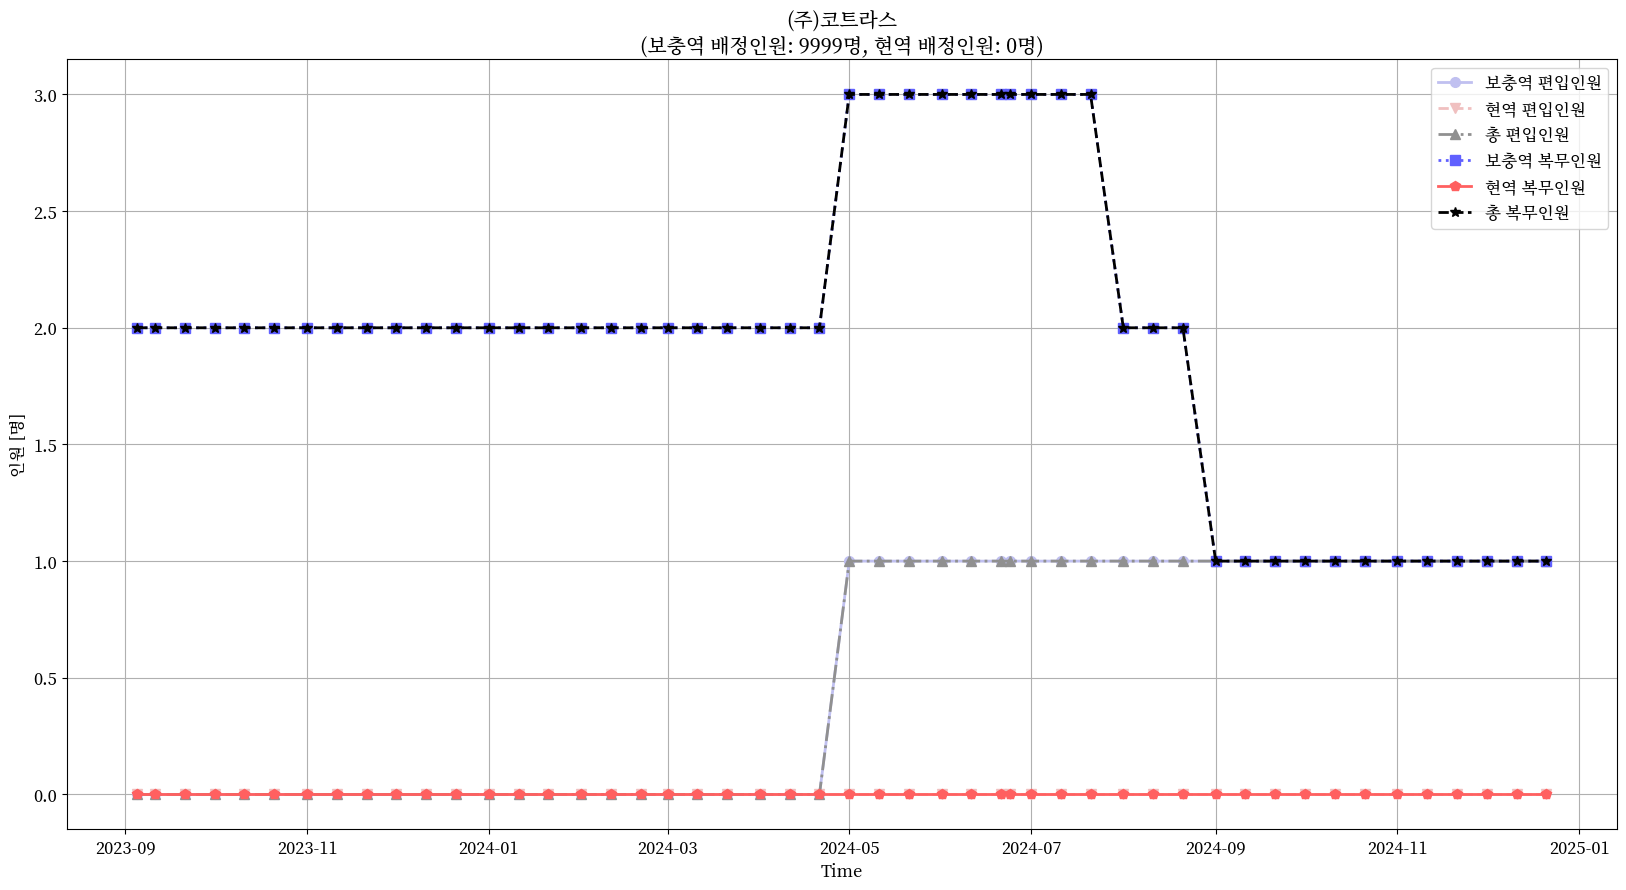 (주)코트라스
(보충역 배정인원: 9999명, 현역 배정인원: 0명)
보충역 편입인원
현역 편입인원
총 편입인원
보충역 복무인원
현역 복무인원
총 복무인원
인원 [명]
3.0
2.5
2.0
1.5
1.0
0.5
0.0
2023-09 2023-11 2024-01 2024-03 2024-05 2024-07 2024-09 2024-11 2025-01
Time